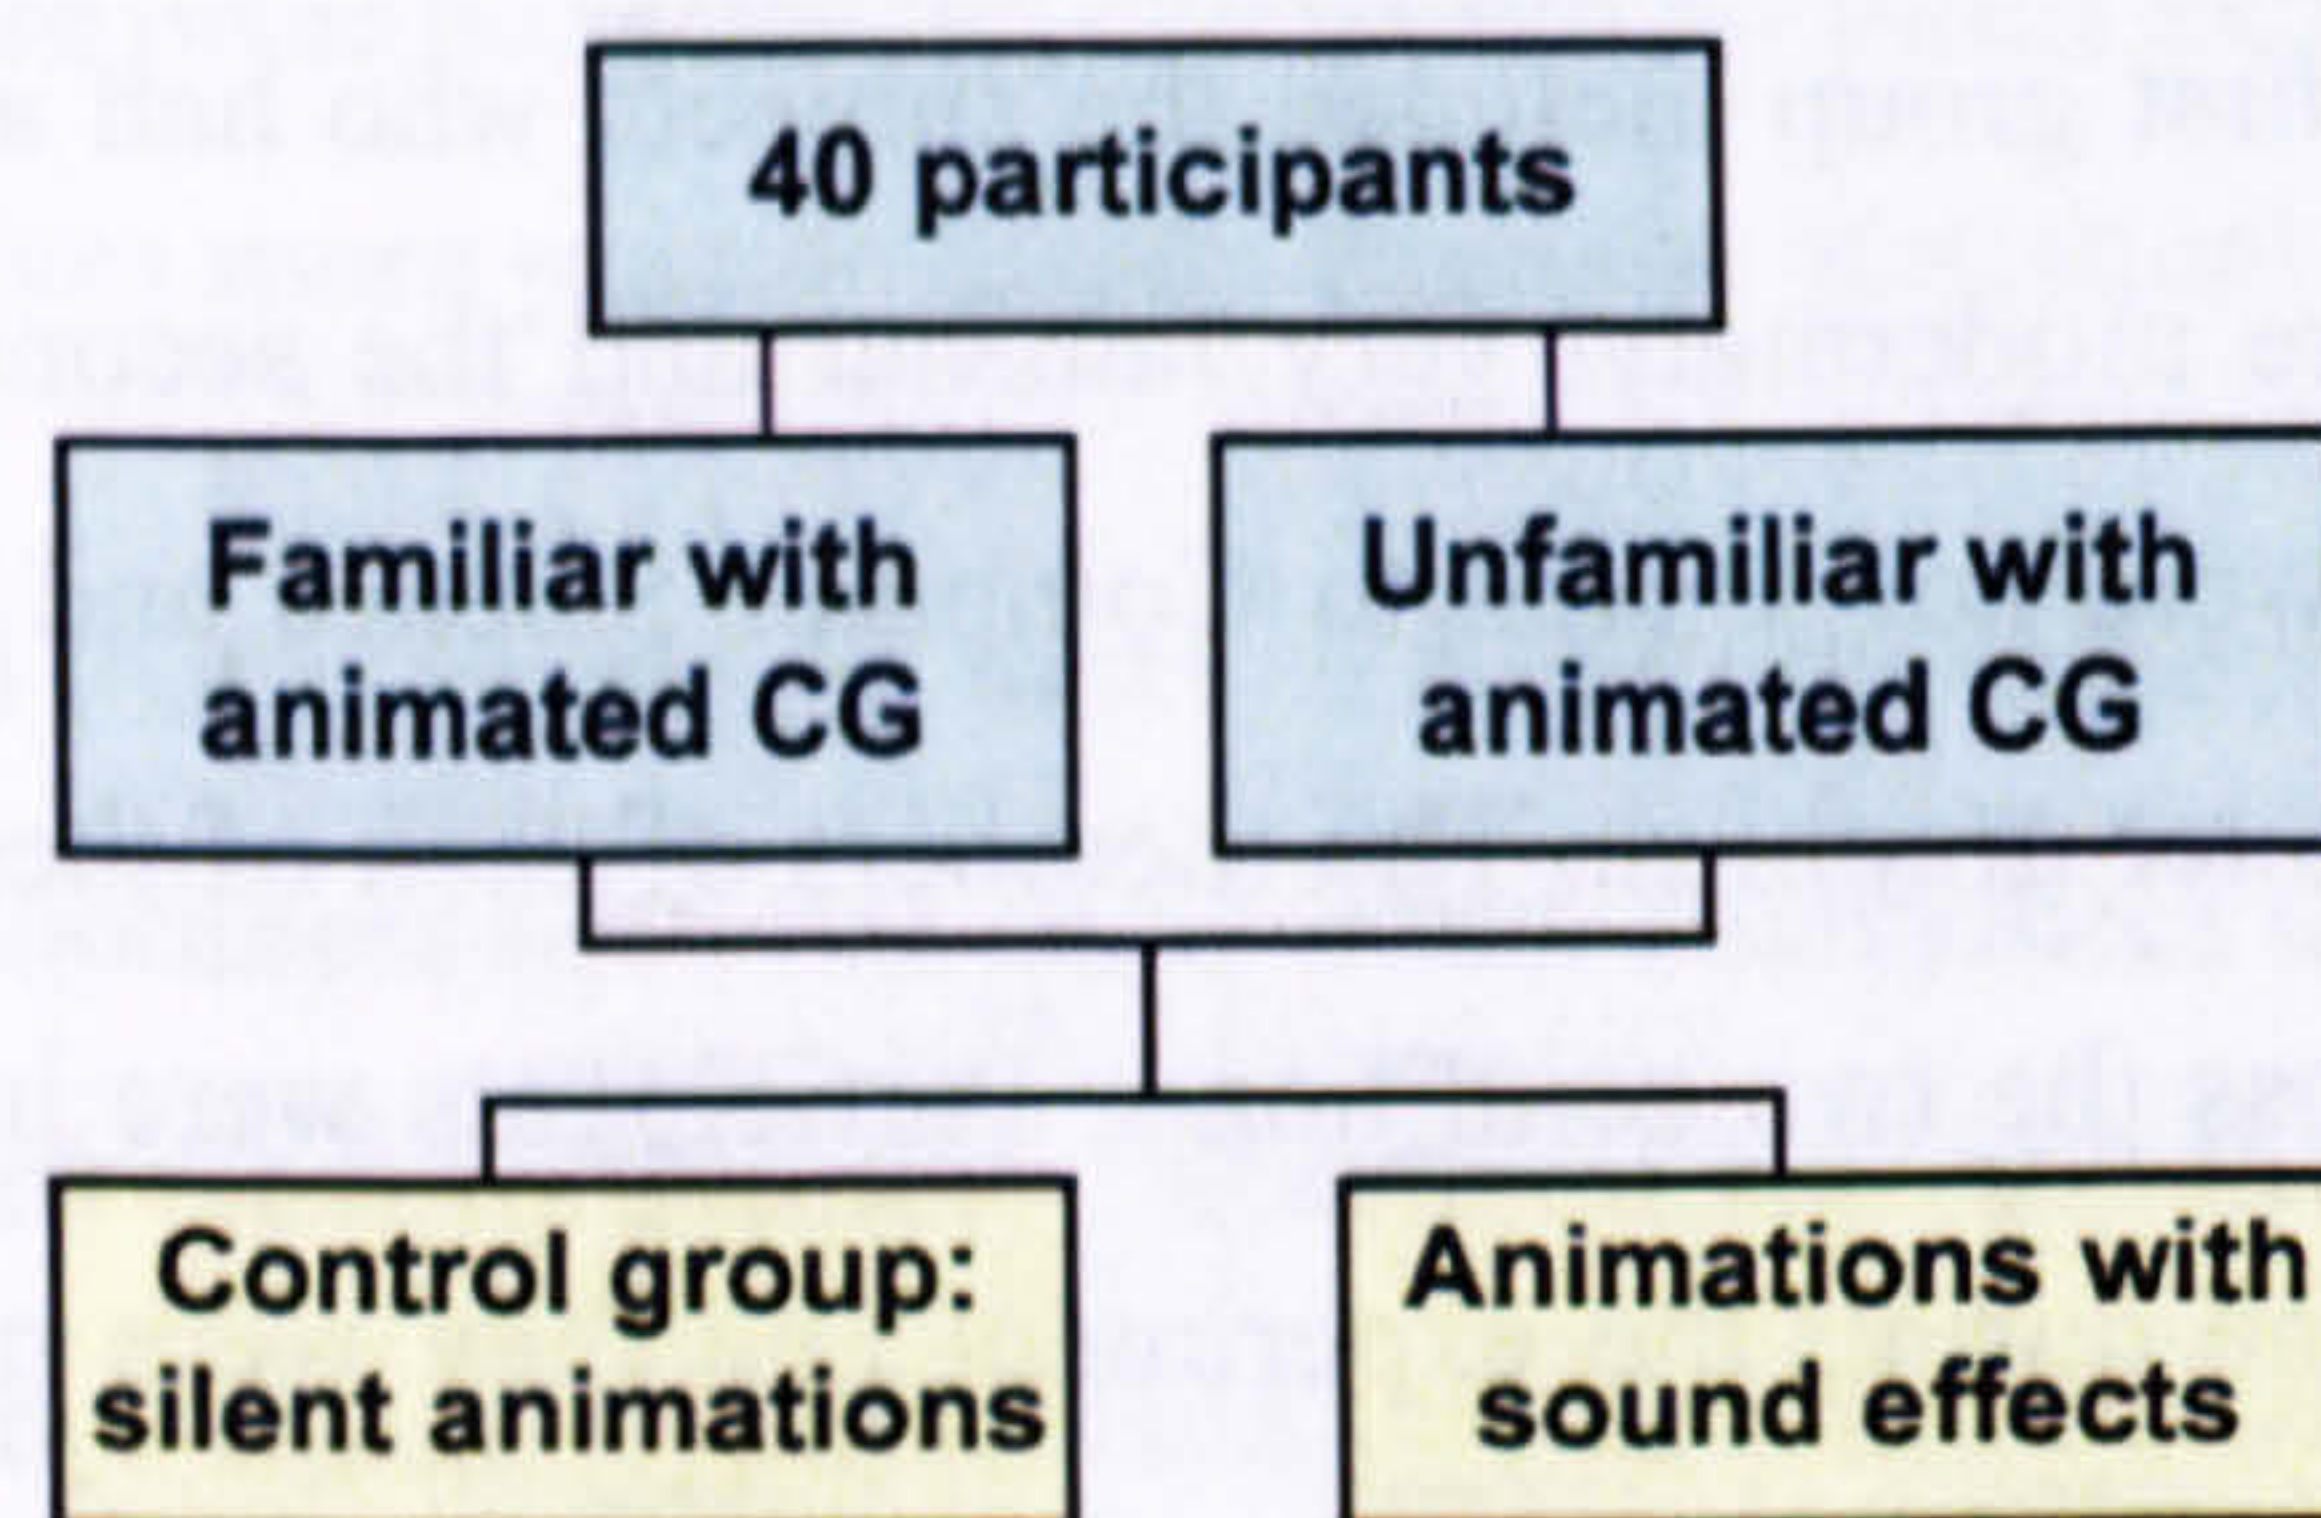 40 participants
Familiar with
animated CG
Unfamiliar with
animated CG
Control group:
silent animations
Animations with
sound effects